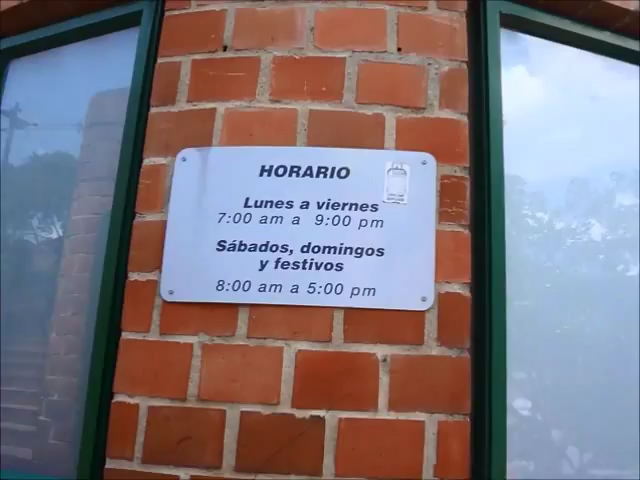 HORARIO
Lunes a viernes
7:00 am a 9:00 pm
Sábados, domingos
y festivos
8:00 am a 5:00 pm